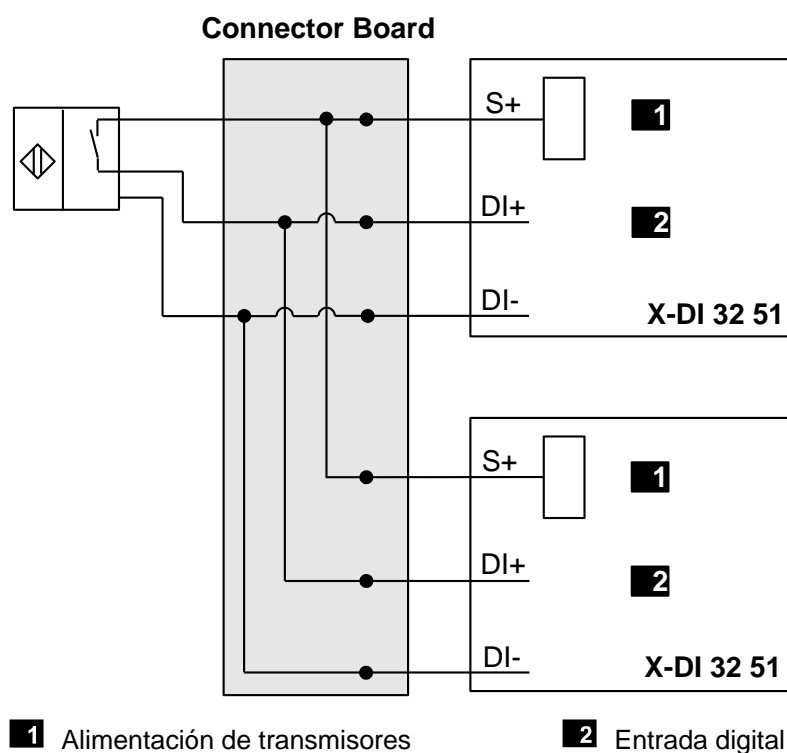 Connector Board
S+
1
DI+
2
DI-
X-DI 32 51
S+
1
DI+
2
DI-
X-DI 32 51
1 Alimentación de transmisores
2 Entrada digital